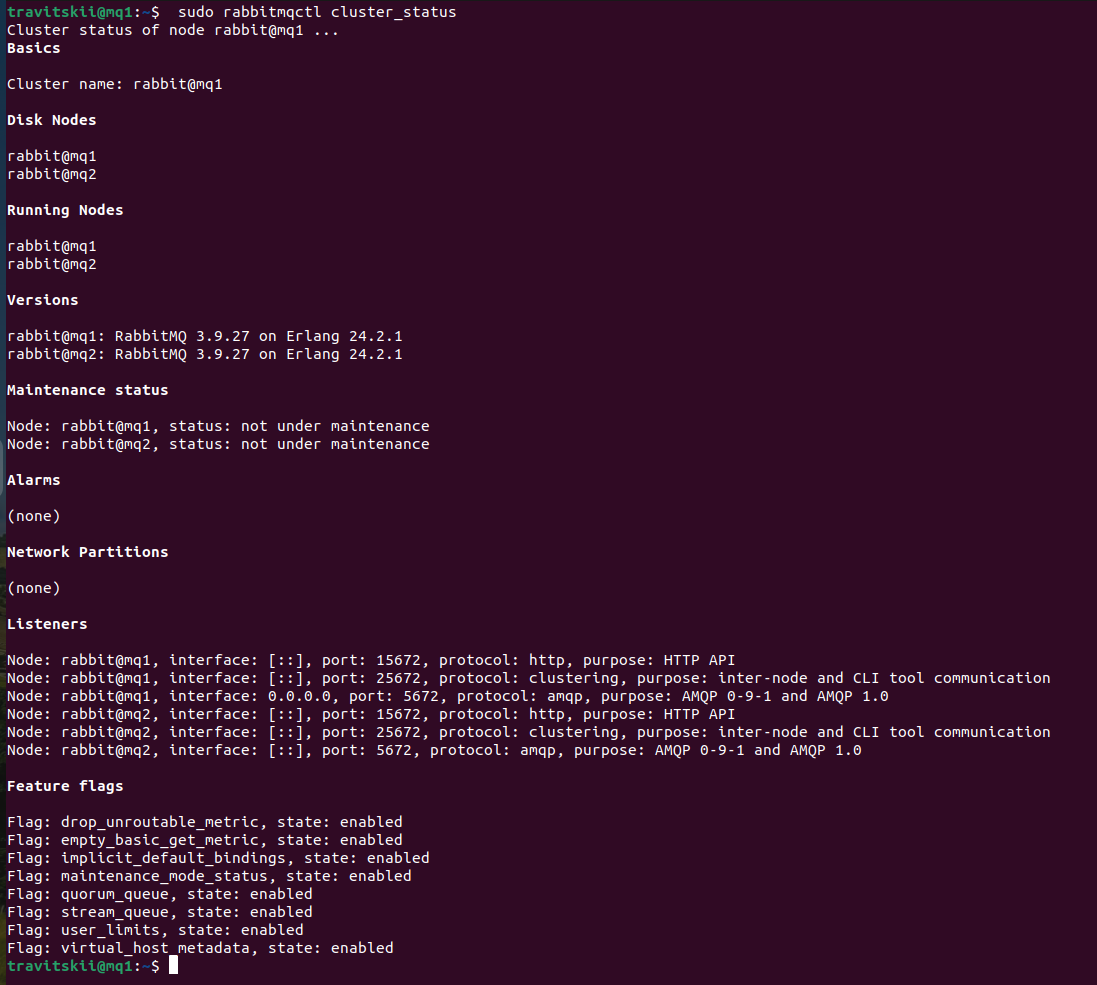 travitskii@mq1:~$  sudo rabbitmqctl cluster_status
Cluster status of node rabbit@mq1 ...
Basics
Cluster name: rabbit@mq1
Disk Nodes
rabbit@mq1
rabbit@mq2
Running Nodes
rabbit@mq1
rabbit@mq2
Versions
rabbit@mq1: RabbitMQ 3.9.27 on Erlang 24.2.1
rabbit@mq2: RabbitMQ 3.9.27 on Erlang 24.2.1
Maintenance status
Node: rabbit@mq1, status: not under maintenance
Node: rabbit@mq2, status: not under maintenance
Alarms
(none)
Network Partitions
(none)
Listeners
Node: rabbit@mq1, interface: [::], port: 15672, protocol: http, purpose: HTTP API
Node: rabbit@mq1, interface: [::], port: 25672, protocol: clustering, purpose: inter-node and CLI tool communication
Node: rabbit@mq1, interface: 0.0.0.0, port: 5672, protocol: amqp, purpose: AMQP 0-9-1 and AMQP 1.0
Node: rabbit@mq2, interface: [::], port: 15672, protocol: http, purpose: HTTP API
Node: rabbit@mq2, interface: [::], port: 25672, protocol: clustering, purpose: inter-node and CLI tool communication
Node: rabbit@mq2, interface: [::], port: 5672, protocol: amqp, purpose: AMQP 0-9-1 and AMQP 1.0
Feature flags
Flag: drop_unroutable_metric, state: enabled
Flag: empty_basic_get_metric, state: enabled
Flag: implicit_default_bindings, state: enabled
Flag: maintenance_mode_status, state: enabled
Flag: quorum_queue, state: enabled
Flag: stream_queue, state: enabled
Flag: user_limits, state: enabled
Flag: virtual_host_metadata, state: enabled
travitskii@mq1:~$